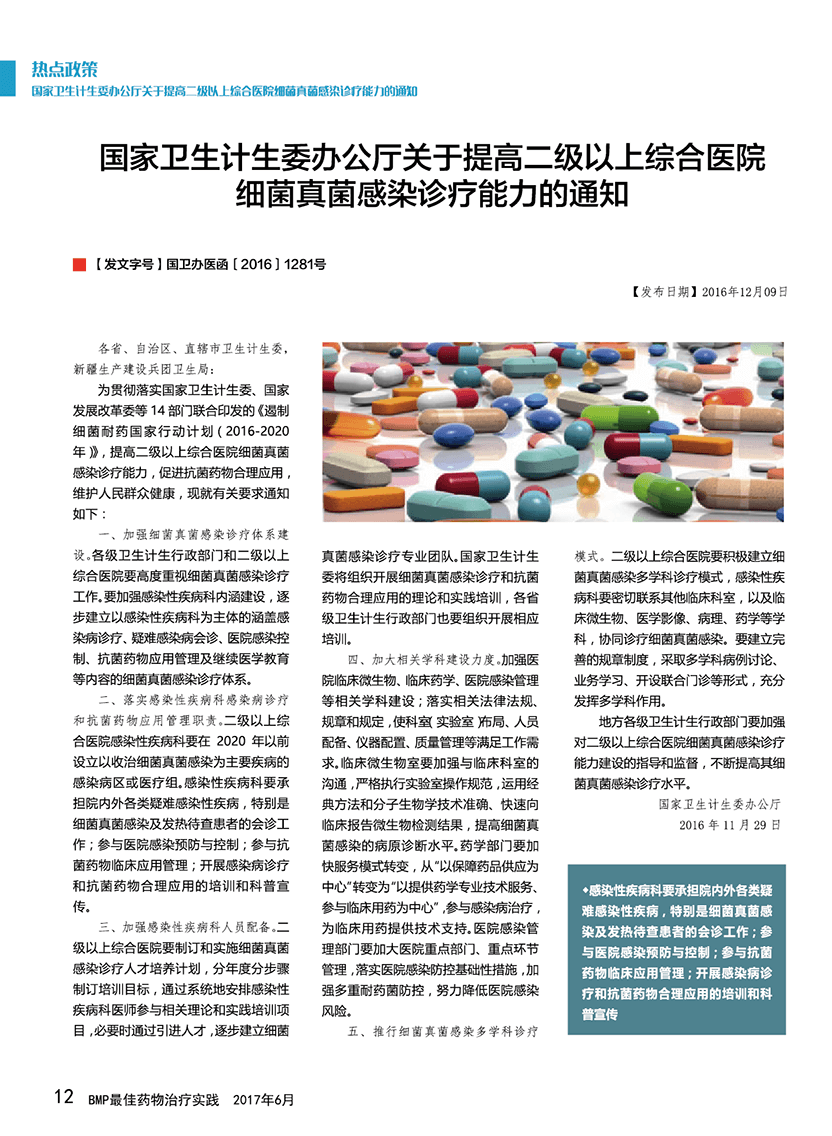 热点政策
国家卫生计生委办公厅关于提高二级以上综合医院细菌真菌感染诊疗能力的通知
国家卫生计生委办公厅关于提高二级以上综合医院
细菌真菌感染诊疗能力的通知
【发文字号】国卫办医函〔2016〕1281号
【发布日期】2016年12月09日
各省、自治区、直辖市卫生计生委，
新疆生产建设兵团卫生局：
为贯彻落实国家卫生计生委、国家
发展改革委等14部门联合印发的《遏制
细菌耐药国家行动计划（2016-2020
年）》，提高二级以上综合医院细菌真菌
感染诊疗能力，促进抗菌药物合理应用，
维护人民群众健康，现就有关要求通知
如下：
一、加强细菌真菌感染诊疗体系建
设。各级卫生计生行政部门和二级以上
综合医院要高度重视细菌真菌感染诊疗
工作。要加强感染性疾病科内涵建设，逐
步建立以感染性疾病科为主体的涵盖感
染病诊疗、疑难感染病会诊、医院感染控
制、抗菌药物应用管理及继续医学教育
等内容的细菌真菌感染诊疗体系。
二、落实感染性疾病科感染病诊疗
和抗菌药物应用管理职责。二级以上综
合医院感染性疾病科要在 2020 年以前
设立以收治细菌真菌感染为主要疾病的
感染病区或医疗组。感染性疾病科要承
担院内外各类疑难感染性疾病，特别是
细菌真菌感染及发热待查患者的会诊工
作；参与医院感染预防与控制；参与抗
菌药物临床应用管理；开展感染病诊疗
和抗菌药物合理应用的培训和科普宣
传。
三、加强感染性疾病科人员配备。二
级以上综合医院要制订和实施细菌真菌
感染诊疗人才培养计划，分年度分步骤
制订培训目标，通过系统地安排感染性
疾病科医师参与相关理论和实践培训项
目，必要时通过引进人才，逐步建立细菌
真菌感染诊疗专业团队。国家卫生计生
委将组织开展细菌真菌感染诊疗和抗菌
药物合理应用的理论和实践培训，各省
级卫生计生行政部门也要组织开展相应
培训。
四、加大相关学科建设力度。加强医
院临床微生物、临床药学、医院感染管理
等相关学科建设；落实相关法律法规、
规章和规定，使科室（实验室）布局、人员
配备、仪器配置、质量管理等满足工作需
求。临床微生物室要加强与临床科室的
沟通，严格执行实验室操作规范，运用经
典方法和分子生物学技术准确、快速向
临床报告微生物检测结果，提高细菌真
菌感染的病原诊断水平。药学部门要加
快服务模式转变，从“以保障药品供应为
中心”转变为“以提供药学专业技术服务、
参与临床用药为中心”，参与感染病治疗，
为临床用药提供技术支持。医院感染管
理部门要加大医院重点部门、重点环节
管理，落实医院感染防控基础性措施，加
强多重耐药菌防控，努力降低医院感染
风险。
五、推行细菌真菌感染多学科诊疗
模式。二级以上综合医院要积极建立细
菌真菌感染多学科诊疗模式，感染性疾
病科要密切联系其他临床科室，以及临
床微生物、医学影像、病理、药学等学
科，协同诊疗细菌真菌感染。要建立完
善的规章制度，采取多学科病例讨论、
业务学习、开设联合门诊等形式，充分
发挥多学科作用。
地方各级卫生计生行政部门要加强
对二级以上综合医院细菌真菌感染诊疗
能力建设的指导和监督，不断提高其细
菌真菌感染诊疗水平。
国家卫生计生委办公厅
2016 年 11 月 29 日
◆感染性疾病科要承担院内外各类疑
难感染性疾病，特别是细菌真菌感
染及发热待查患者的会诊工作；参
与医院感染预防与控制；参与抗菌
药物临床应用管理；开展感染病诊
疗和抗菌药物合理应用的培训和科
普宣传
12 BMP最佳药物治疗实践 2017年6月